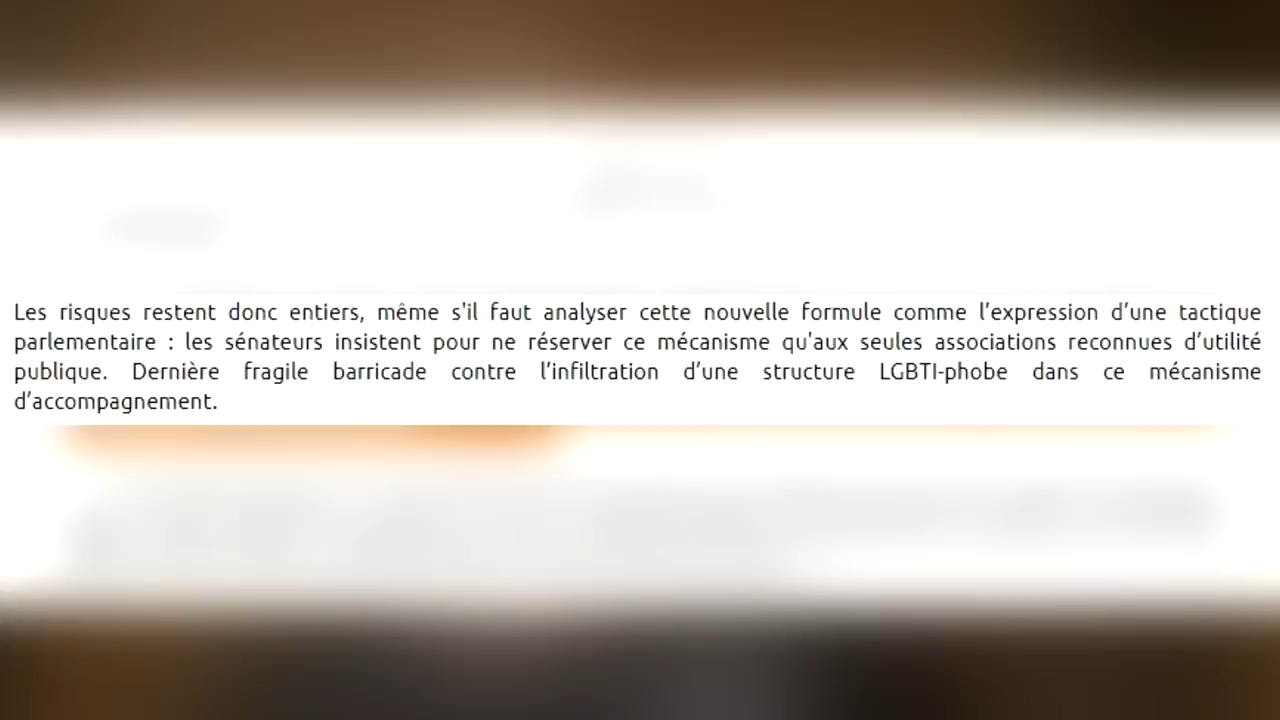 Les risques restent donc entiers, même s'il faut analyser cette nouvelle formule comme l’expression d’une tactique
parlementaire : les sénateurs insistent pour ne réserver ce mécanisme qu'aux seules associations reconnues d’utilité
publique. Dernière fragile barricade contre l’infiltration d’une structure LGBTI-phobe dans ce mécanisme
d’accompagnement.